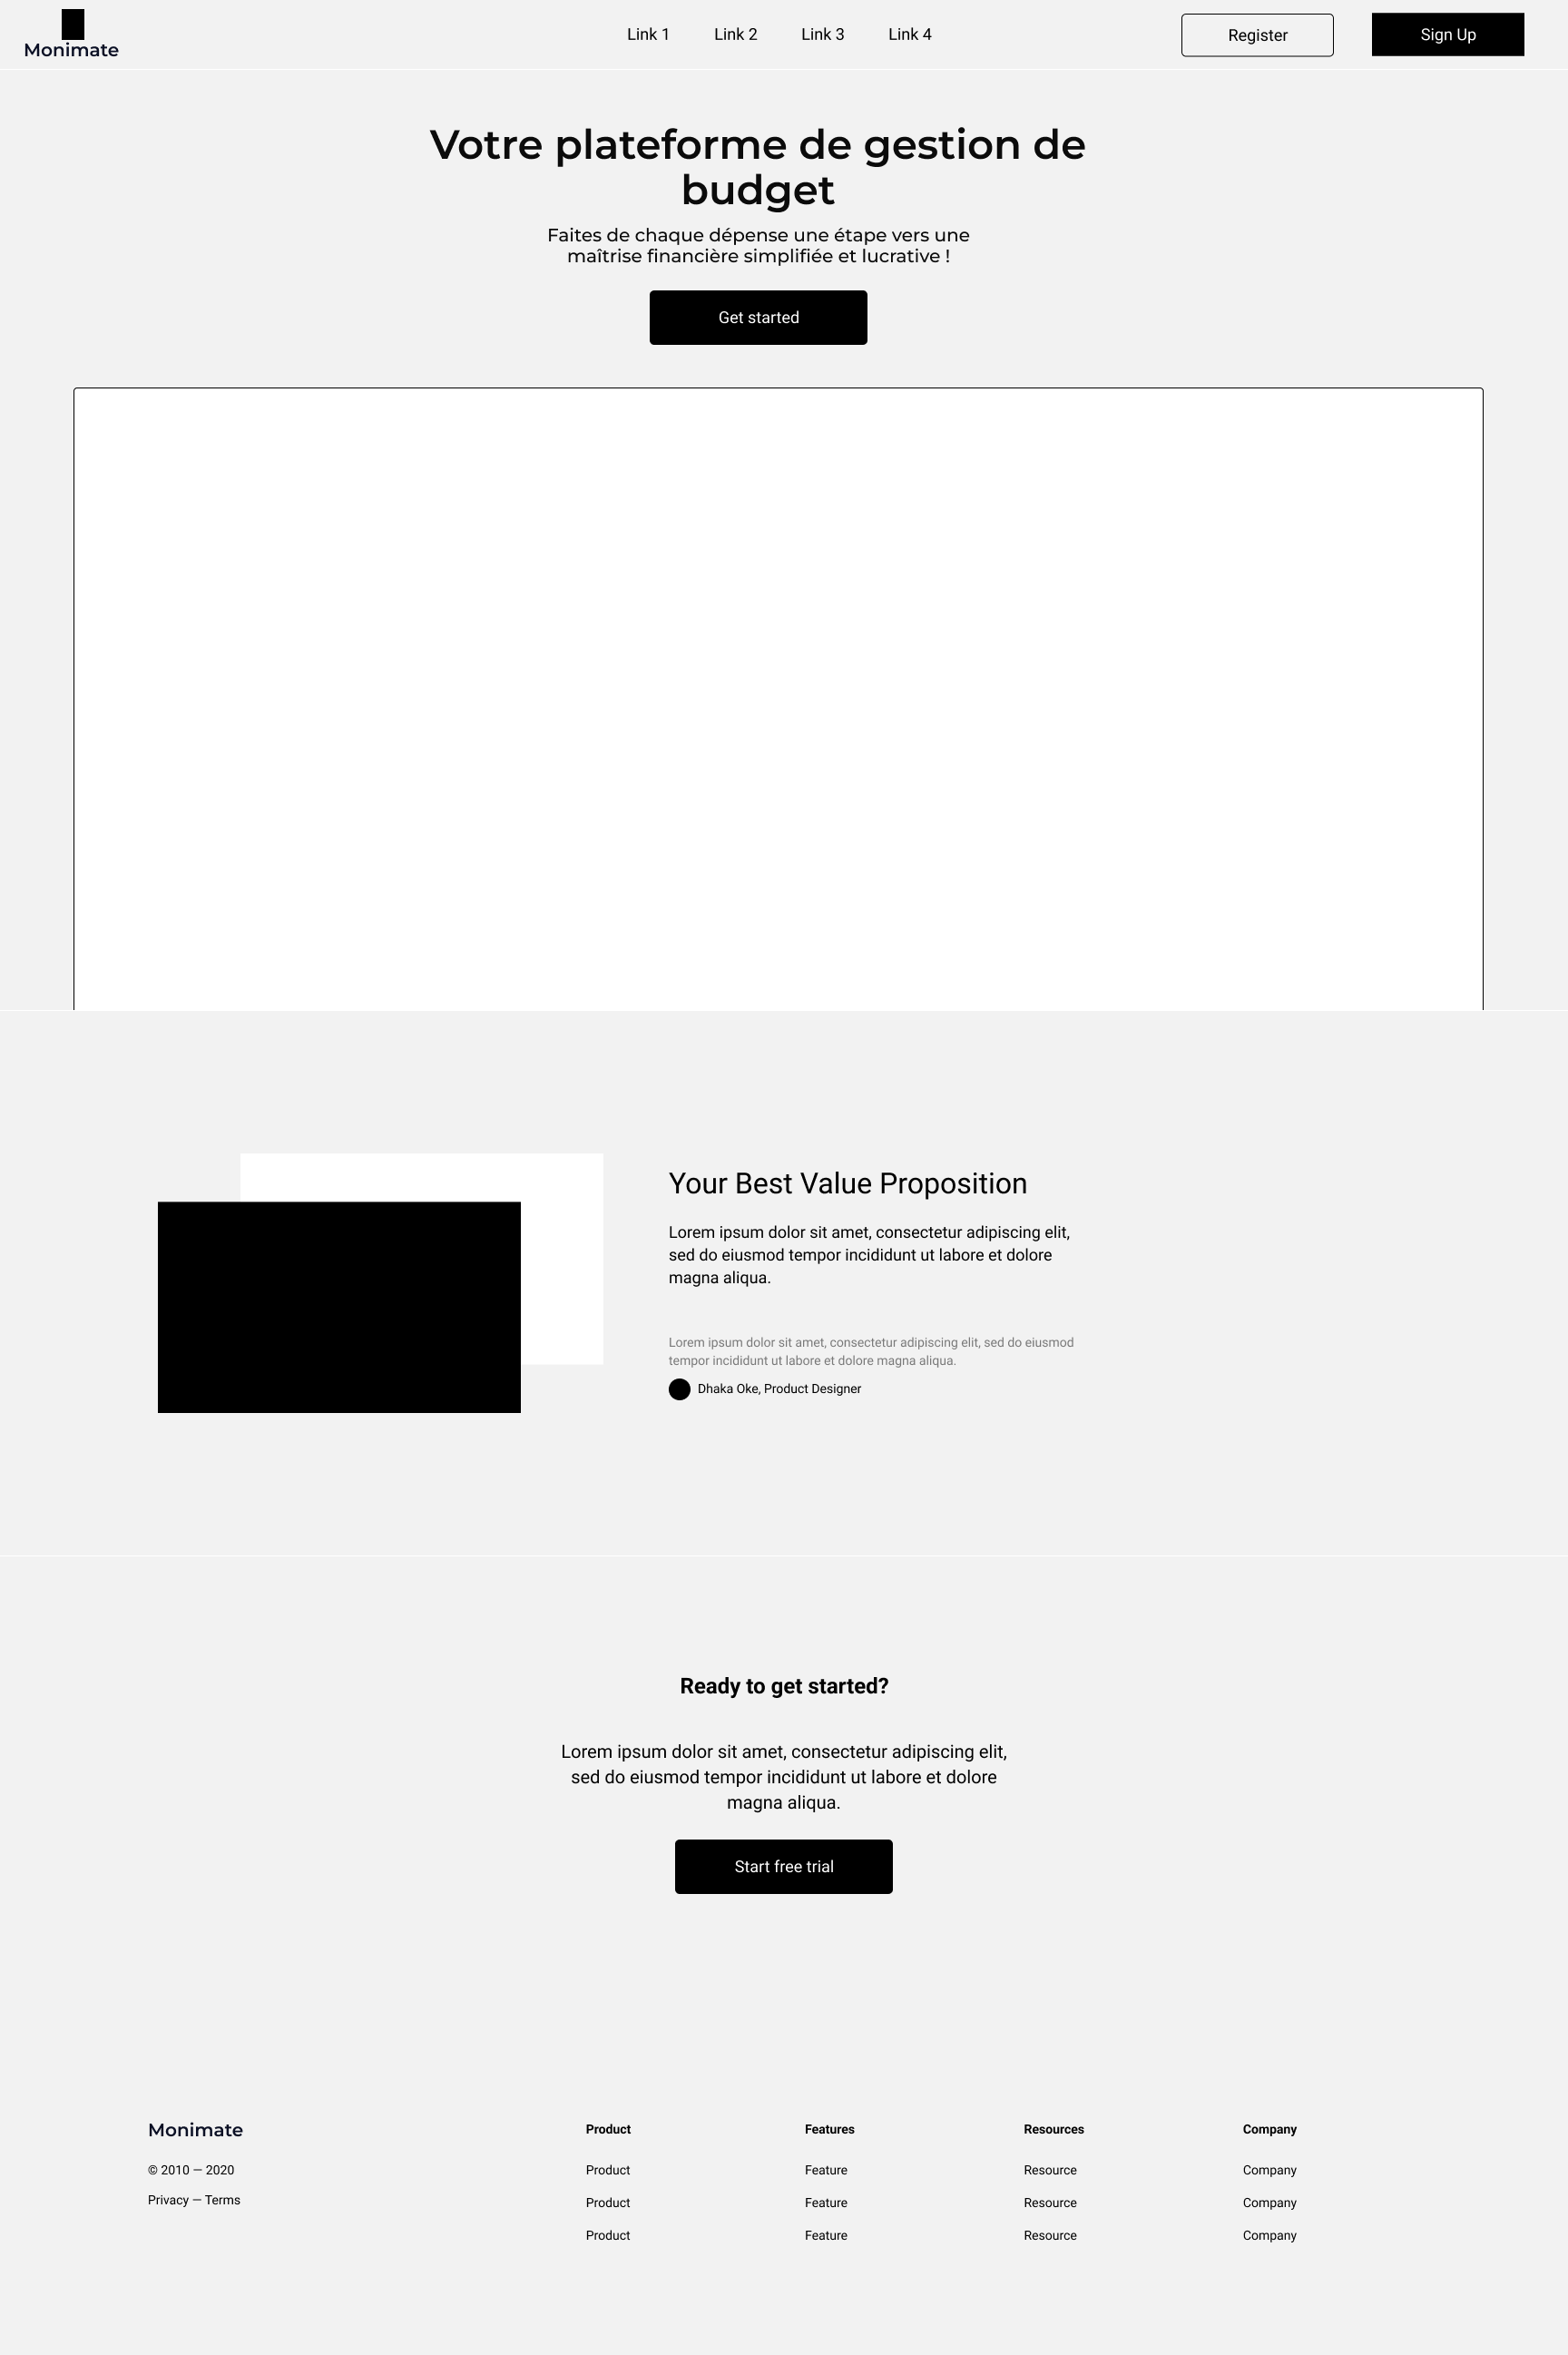 Monimate
Link 1
Link 2
Link 3
Link 4
Register
Sign Up
Votre plateforme de gestion de
budget
Faites de chaque dépense une étape vers une
maîtrise financière simplifiée et lucrative !
Get started
Your Best Value Proposition
Lorem ipsum dolor sit amet, consectetur adipiscing elit,
sed do eiusmod tempor incididunt ut labore et dolore
magna aliqua.
Lorem ipsum dolor sit amet, consectetur adipiscing elit, sed do eiusmod
tempor incididunt ut labore et dolore magna aliqua.
Dhaka Oke, Product Designer
Ready to get started?
Lorem ipsum dolor sit amet, consectetur adipiscing elit,
sed do eiusmod tempor incididunt ut labore et dolore
magna aliqua.
Start free trial
Monimate
© 2010 — 2020
Privacy — Terms
Product
Product
Product
Product
Features
Feature
Feature
Feature
Resources
Resource
Resource
Resource
Company
Company
Company
Company